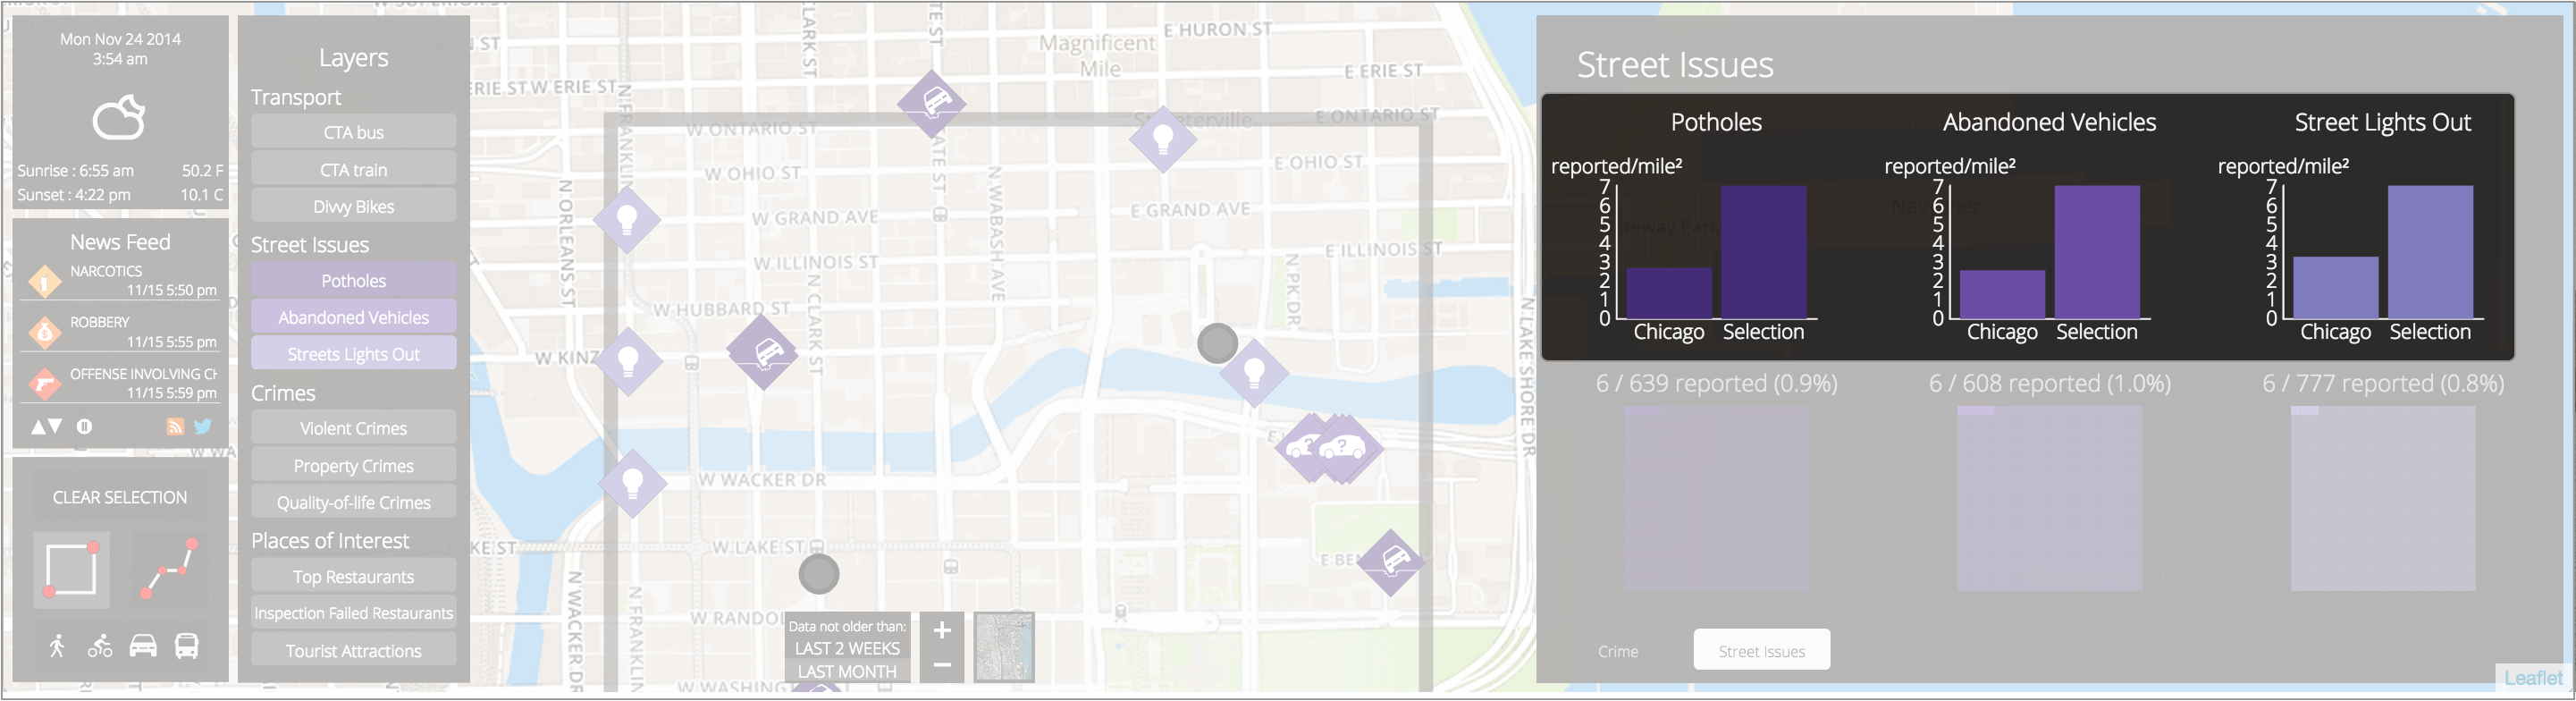 Mon Nov 24 2014
3:54 am
Sunrise : 6:55 am 50.2 F
Sunset : 4:22 pm 10.1 C
News Feed
NARCOTICS
11/15 5:50 pm
ROBBERY
11/15 5:55 pm
OFFENSE INVOLVING CH
11/15 5:59 pm
CLEAR SELECTION
Layers
Transport
CTA bus
CTA train
Divvy Bikes
Street Issues
Potholes
Abandoned Vehicles
Streets Lights Out
Crimes
Violent Crimes
Property Crimes
Quality-of-life Crimes
Places of Interest
Top Restaurants
Inspection Failed Restaurants
Tourist Attractions
E HURON ST
Magnificent
Mile
E ERIE ST
W ERIE ST
W ONTARIO ST
E ONTARIO ST
W OHIO ST
E OHIO ST
W GRAND AVE
E GRAND AVE
W ILLINOIS ST
E ILLINOIS ST
W HUBBARD ST
W KINZ
W WACKER DR
W LAKE ST
E BEN
W RANDOL
W WASHING
N FRANKLIN
N ORLEANS ST
N CLARK ST
N WABASH AVE
N PK DR
N LAKE SHORE DR
N WACKER DR
N FRANKLIN
Data not older than:
LAST 2 WEEKS
LAST MONTH
+
−
Street Issues
Potholes
reported/mile²
7
6
5
4
3
2
1
0
Chicago Selection
6 / 639 reported (0.9%)
Abandoned Vehicles
reported/mile²
7
6
5
4
3
2
1
0
Chicago Selection
6 / 608 reported (1.0%)
Street Lights Out
reported/mile²
7
6
5
4
3
2
1
0
Chicago Selection
6 / 777 reported (0.8%)
Crime
Street Issues
Leaflet